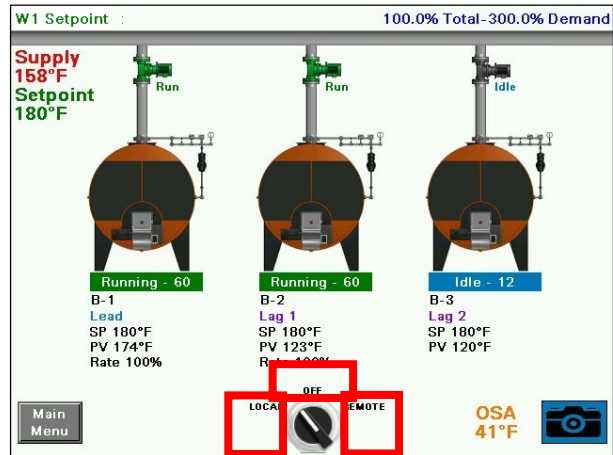 W1 Setpoint :
100.0% Total-300.0% Demand
Supply
158°F
Setpoint
180°F
Run
Run
Idle
Running - 60
Running - 60
Idle - 12
B-1
Lead
SP 180°F
PV 174°F
Rate 100%
B-2
Lag 1
SP 180°F
PV 123°F
Rate 100%
B-3
Lag 2
SP 180°F
PV 120°F
OFF
LOCAL
REMOTE
Main
Menu
OSA
41°F